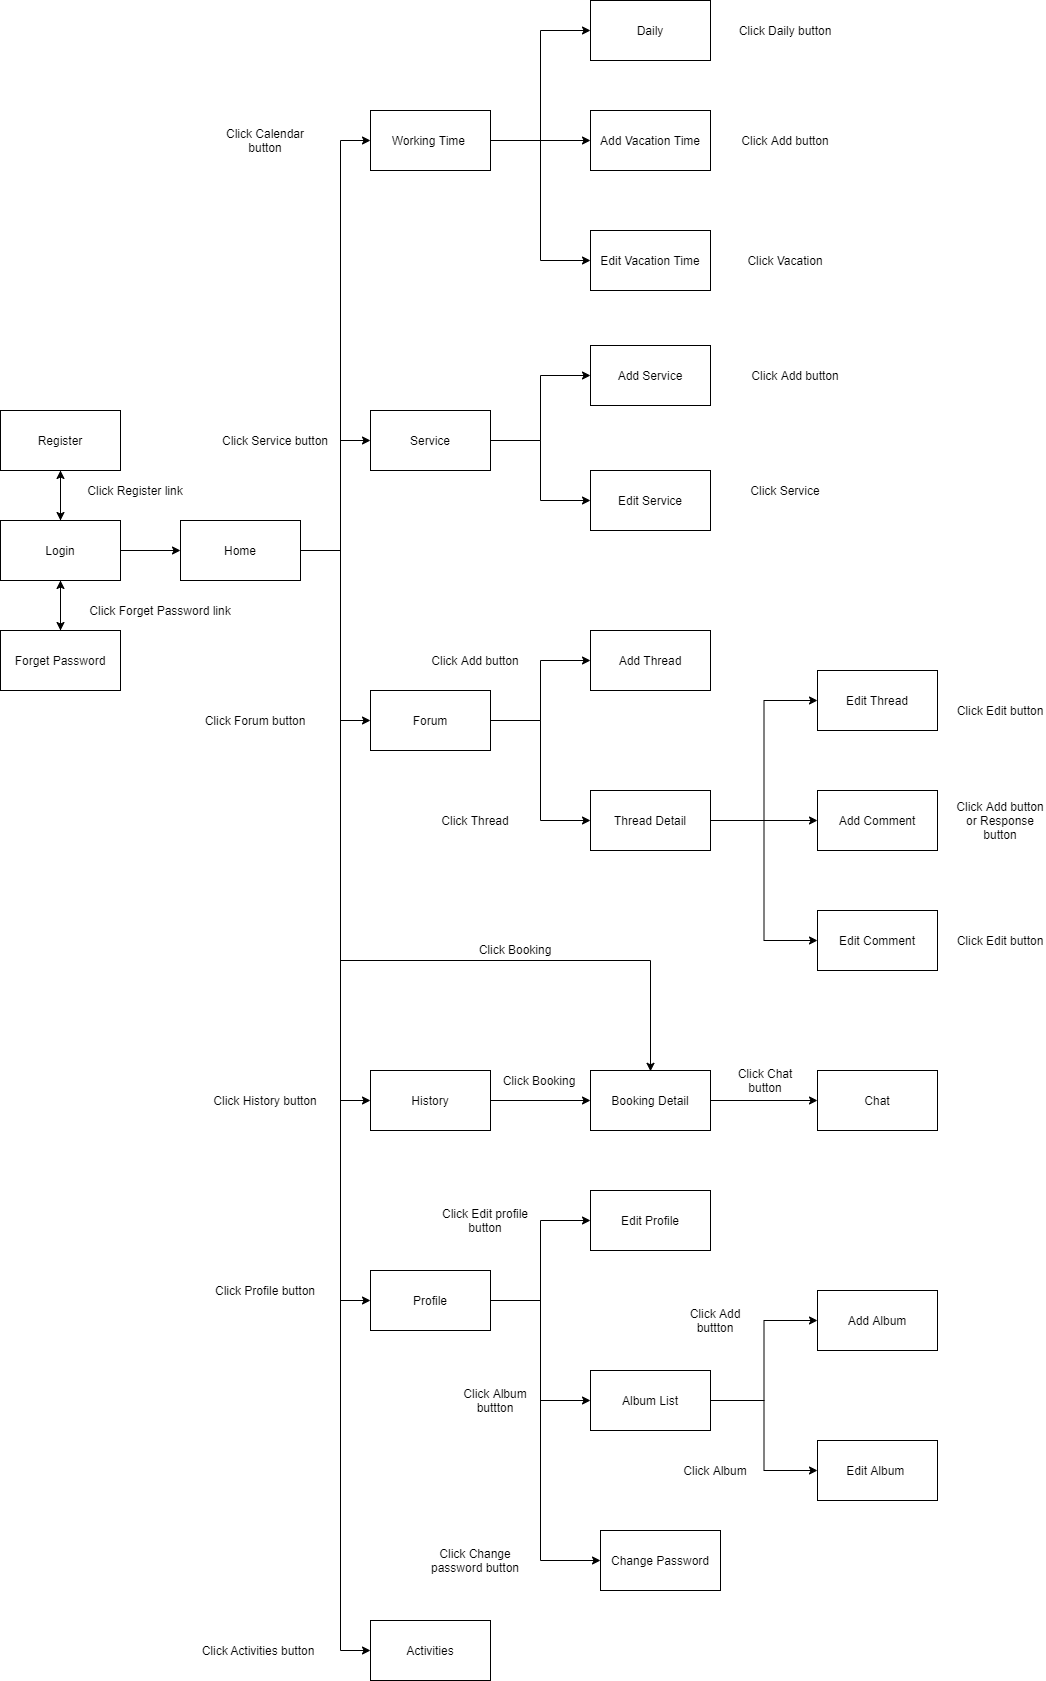 Daily
Click Daily button
Click Calendar
button
Working Time
Add Vacation Time
Click Add button
Edit Vacation Time
Click Vacation
Add Service
Click Add button
Register
Click Service button
Service
Click Register link
Edit Service
Click Service
Login
Home
Click Forget Password link
Forget Password
Click Add button
Add Thread
Click Forum button
Forum
Edit Thread
Click Edit button
Click Thread
Thread Detail
Add Comment
Click Add button
or Response
button
Edit Comment
Click Edit button
Click Booking
Click History button
History
Click Booking
Booking Detail
Click Chat
button
Chat
Click Edit profile
button
Edit Profile
Click Profile button
Profile
Click Add
buttton
Add Album
Click Album
buttton
Album List
Click Album
Edit Album
Click Change
password button
Change Password
Click Activities button
Activities